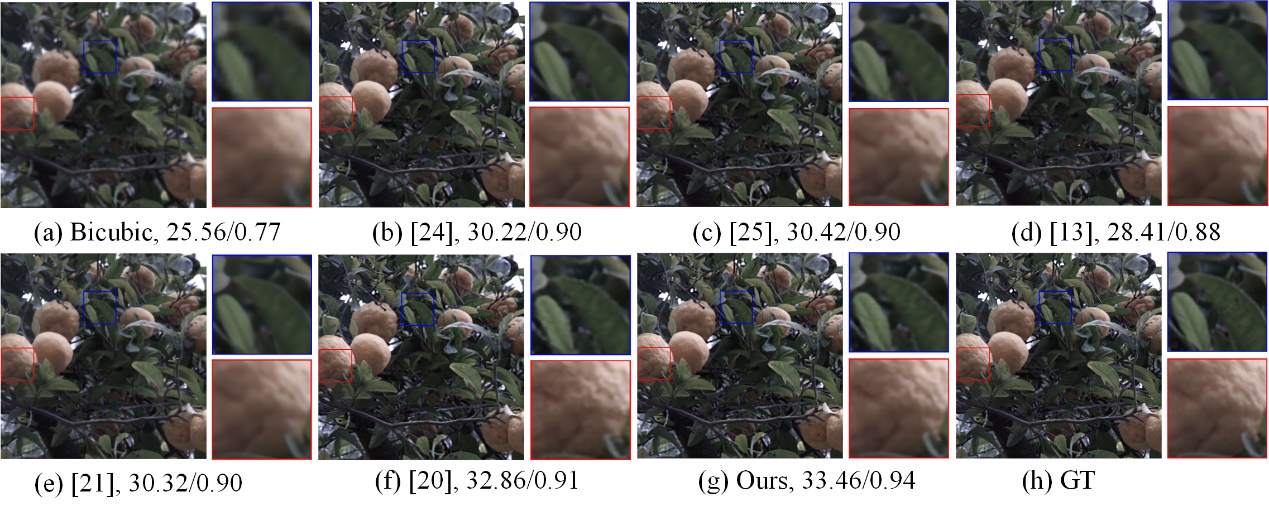 (a) Bicubic, 25.56/0.77
(b) [24], 30.22/0.90
(c) [25], 30.42/0.90
(d) [13], 28.41/0.88
(e) [21], 30.32/0.90
(f) [20], 32.86/0.91
(g) Ours, 33.46/0.94
(h) GT